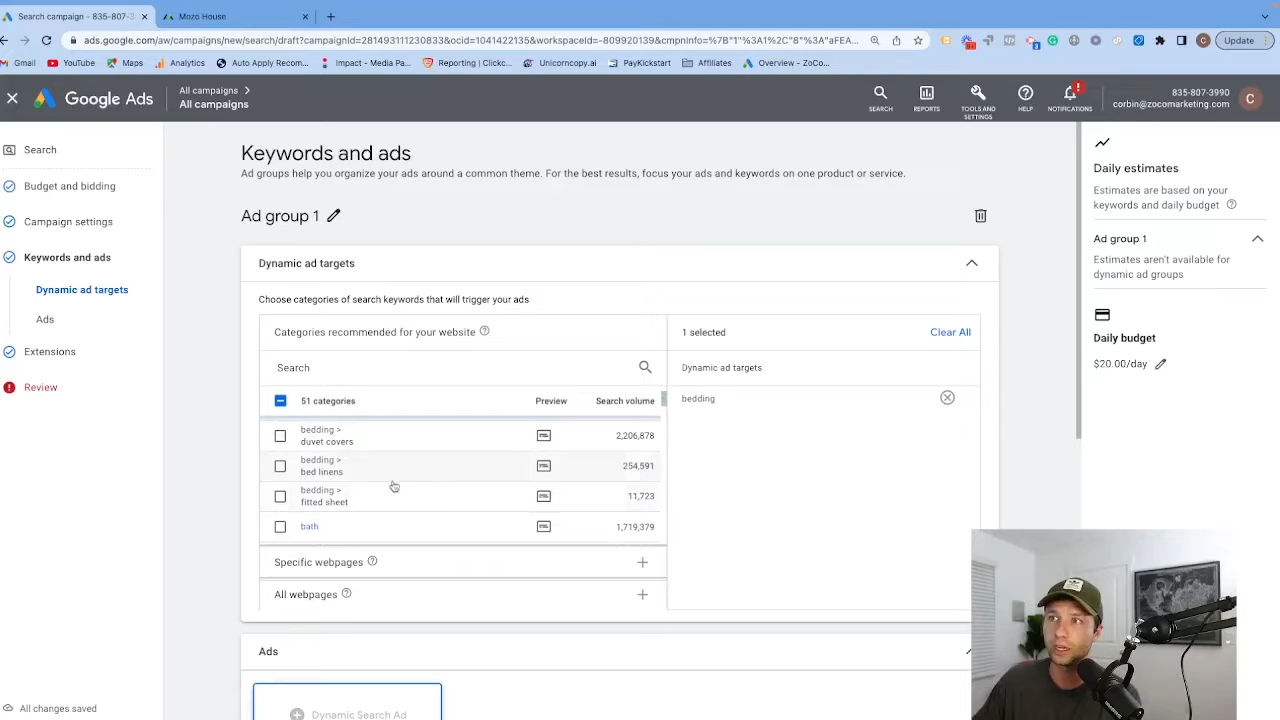 Search campaign - 835-807-3
Mozo House
ads.google.com/aw/campaigns/new/search/draft?campaignId=281493111230833&ocid=1041422135&workspaceId=-809920139&cmpnInfo=%7B"1"%3A1%2C"8"%3A"aFEA...
Update
Gmail
YouTube
Maps
Analytics
Auto Apply Recom...
Impact - Media Pa...
Reporting | Clickc...
Unicorncopy.ai
PayKickstart
Affiliates
Overview - ZoCo...
Google Ads
All campaigns
All campaigns
SEARCH
REPORTS
TOOLS AND SETTINGS
HELP
NOTIFICATIONS
835-807-3990
corbin@zocomarketing.com
C
Search
Budget and bidding
Campaign settings
Keywords and ads
Dynamic ad targets
Ads
Extensions
Review
All changes saved
Keywords and ads
Ad groups help you organize your ads around a common theme. For the best results, focus your ads and keywords on one product or service.
Ad group 1
Dynamic ad targets
Choose categories of search keywords that will trigger your ads
Categories recommended for your website
1 selected
Clear All
Search
Dynamic ad targets
51 categories
Preview
Search volume
bedding
bedding >
duvet covers
2,206,878
bedding >
bed linens
254,591
bedding >
fitted sheet
11,723
bath
1,719,379
Specific webpages
All webpages
Ads
Dynamic Search Ad
Daily estimates
Estimates are based on your
keywords and daily budget
Ad group 1
Estimates aren't available for
dynamic ad groups
Daily budget
$20.00/day